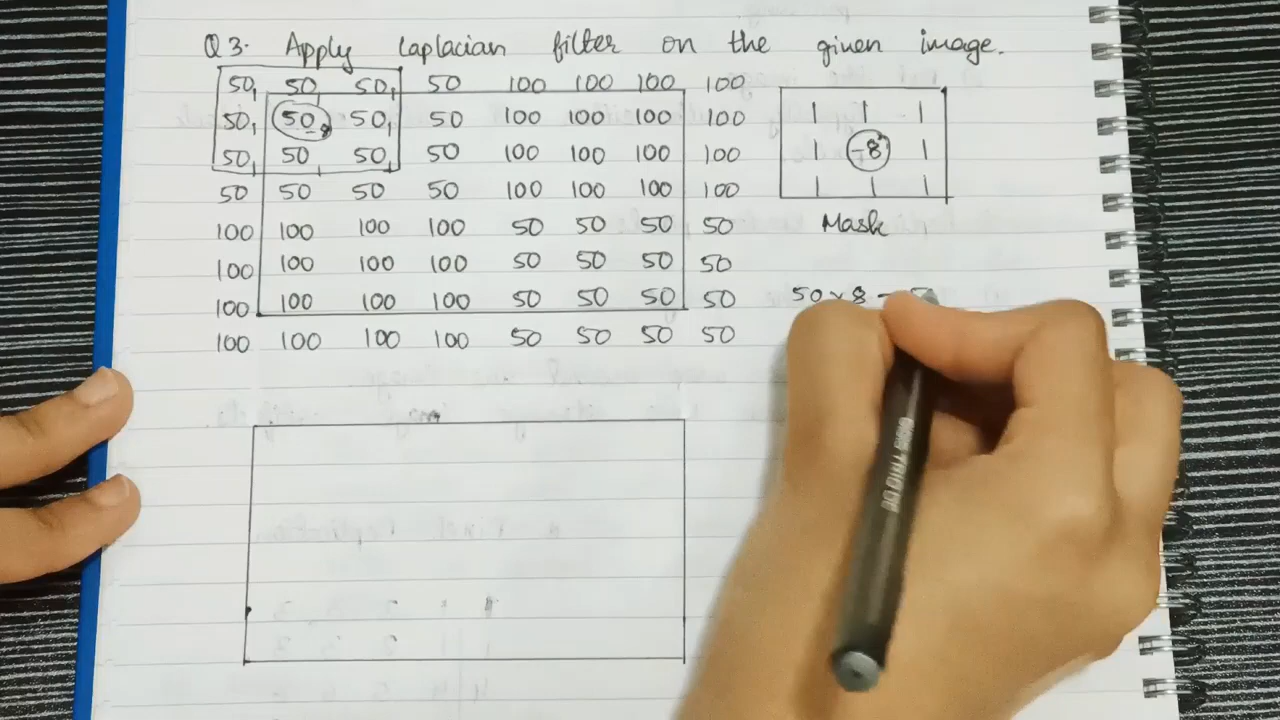 Q3. Apply Laplacian filter on the given image.
50, 50, 50, 50 100 100 100 100
50, 50 50, 50 100 100 100 100
50, 50, 50, 50 100 100 100 100
50 50 50 50 100 100 100 100
100 100 100 100 50 50 50 50
100 100 100 100 50 50 50 50
100 100 100 100 50 50 50 50
100 100 100 100 50 50 50 50
1 1 1
1 -8 1
1 1 1
Mask
50 x 8 -